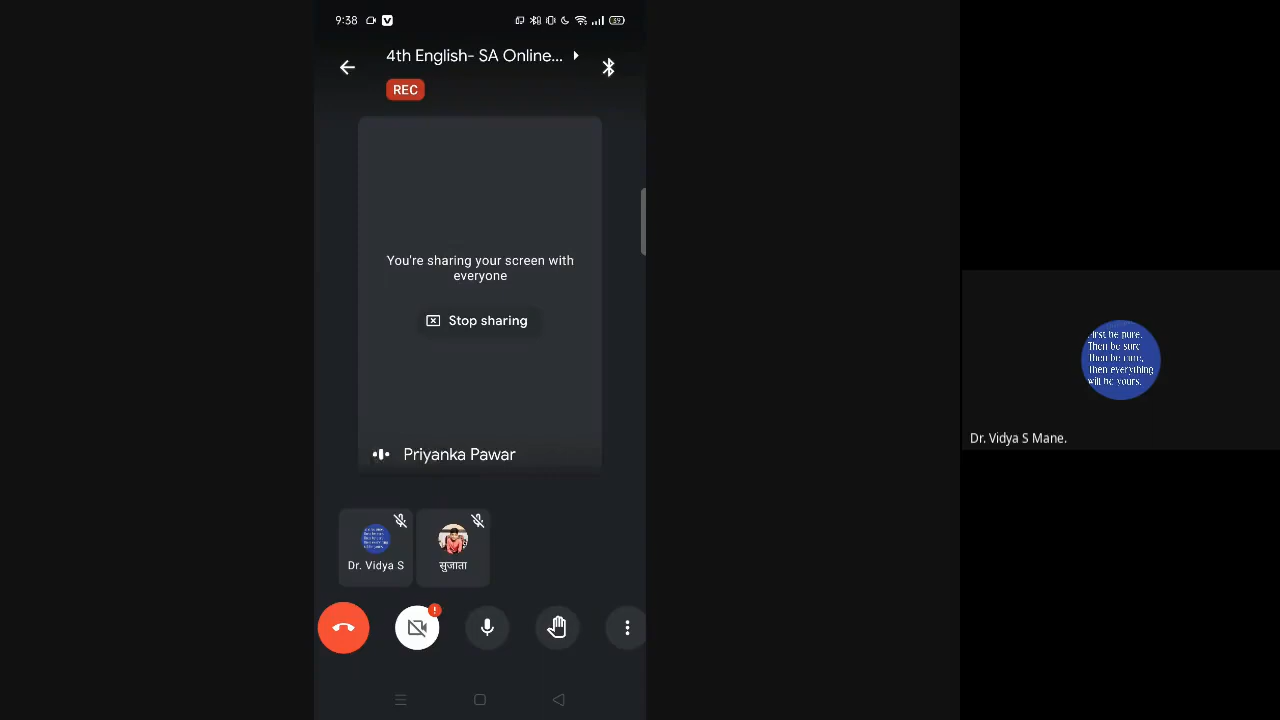 9:38
89
4th English- SA Online...
REC
You're sharing your screen with
everyone
Stop sharing
Priyanka Pawar
Dr. Vidya S
सुजाता
First be pure.
Then be sure
Then be
Then everything
will be yours.
Dr. Vidya S Mane.